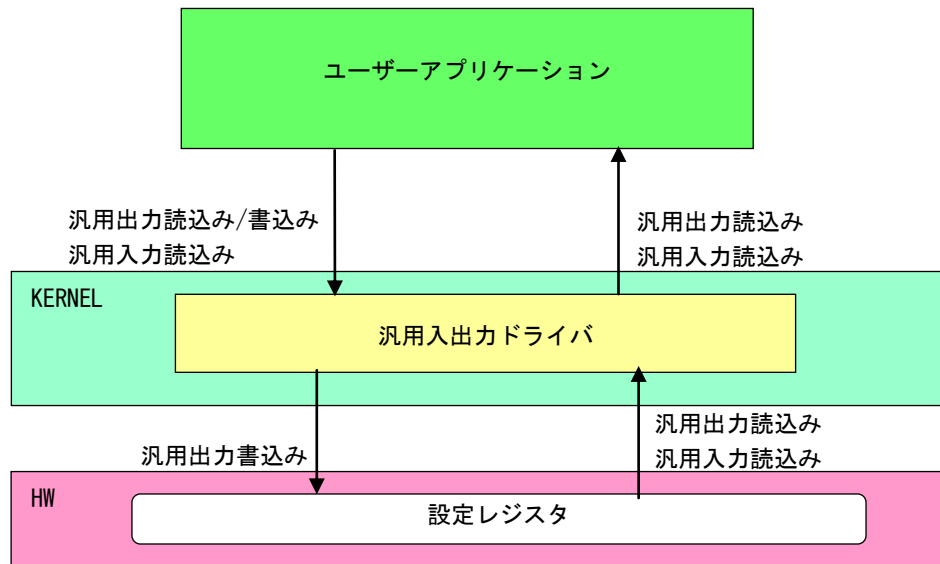 ユーザーアプリケーション
汎用出力読込み/書込み
汎用入力読込み
汎用出力読込み
汎用入力読込み
KERNEL
汎用入出力ドライバ
汎用出力書込み
汎用出力読込み
汎用入力読込み
HW
設定レジスタ